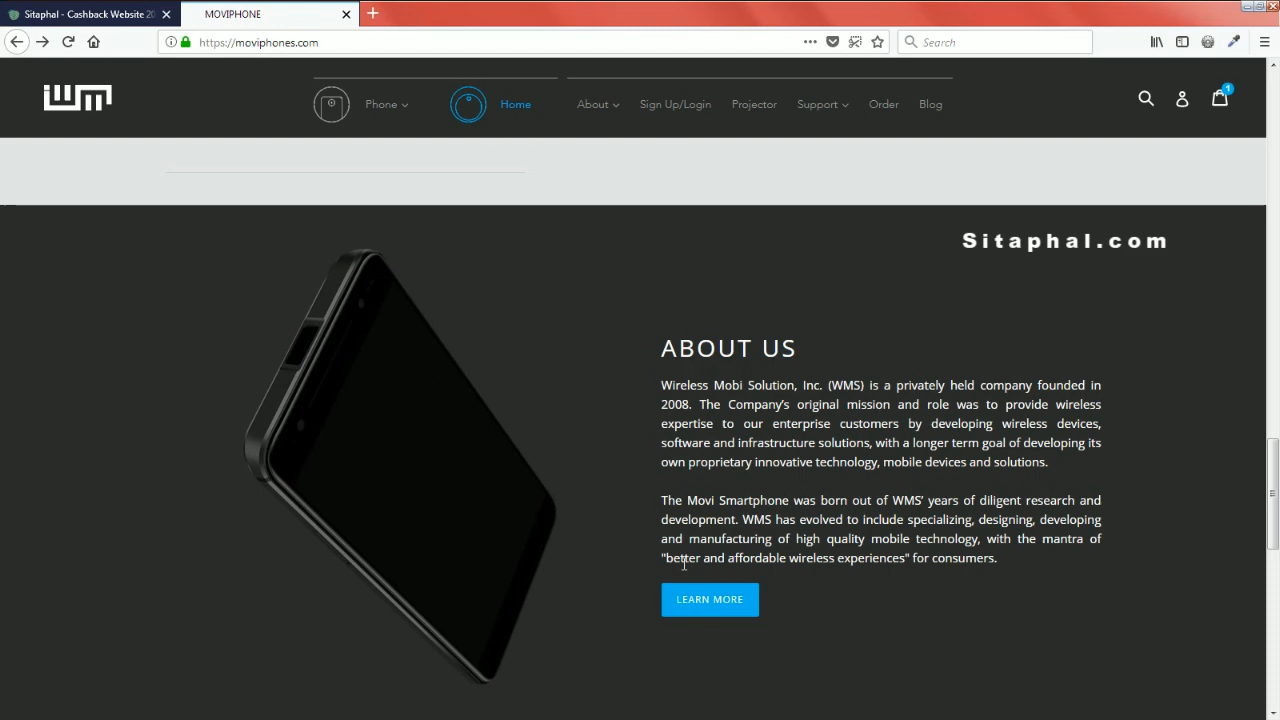 Sitaphal - Cashback Website 20
MOVIPHONE
https://moviphones.com
Search
WM
Phone
Home
About
Sign Up/Login
Projector
Support
Order
Blog
1
Sitaphal.com
ABOUT US
Wireless Mobi Solution, Inc. (WMS) is a privately held company founded in
2008. The Company's original mission and role was to provide wireless
expertise to our enterprise customers by developing wireless devices,
software and infrastructure solutions, with a longer term goal of developing its
own proprietary innovative technology, mobile devices and solutions.
The Movi Smartphone was born out of WMS' years of diligent research and
development. WMS has evolved to include specializing, designing, developing
and manufacturing of high quality mobile technology, with the mantra of
"better and affordable wireless experiences" for consumers.
LEARN MORE